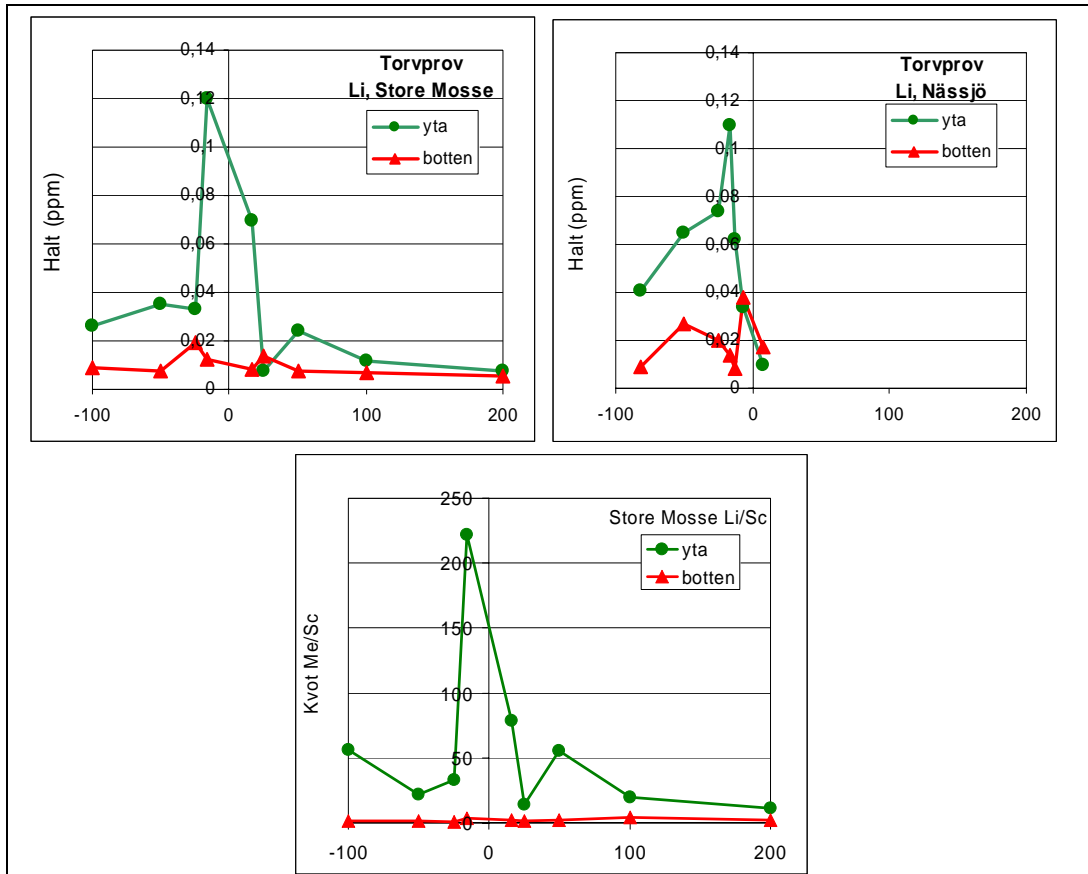 Torvprov
Li, Store Mosse
yta
botten
Halt (ppm)
0,14
0,12
0,1
0,08
0,06
0,04
0,02
0
-100 0 100 200
Torvprov
Li, Nässjö
yta
botten
Halt (ppm)
0,14
0,12
0,1
0,08
0,06
0,04
0,02
0
-100 0 100 200
Store Mosse Li/Sc
yta
botten
Kvot Me/Sc
250
200
150
100
50
0
-100 0 100 200